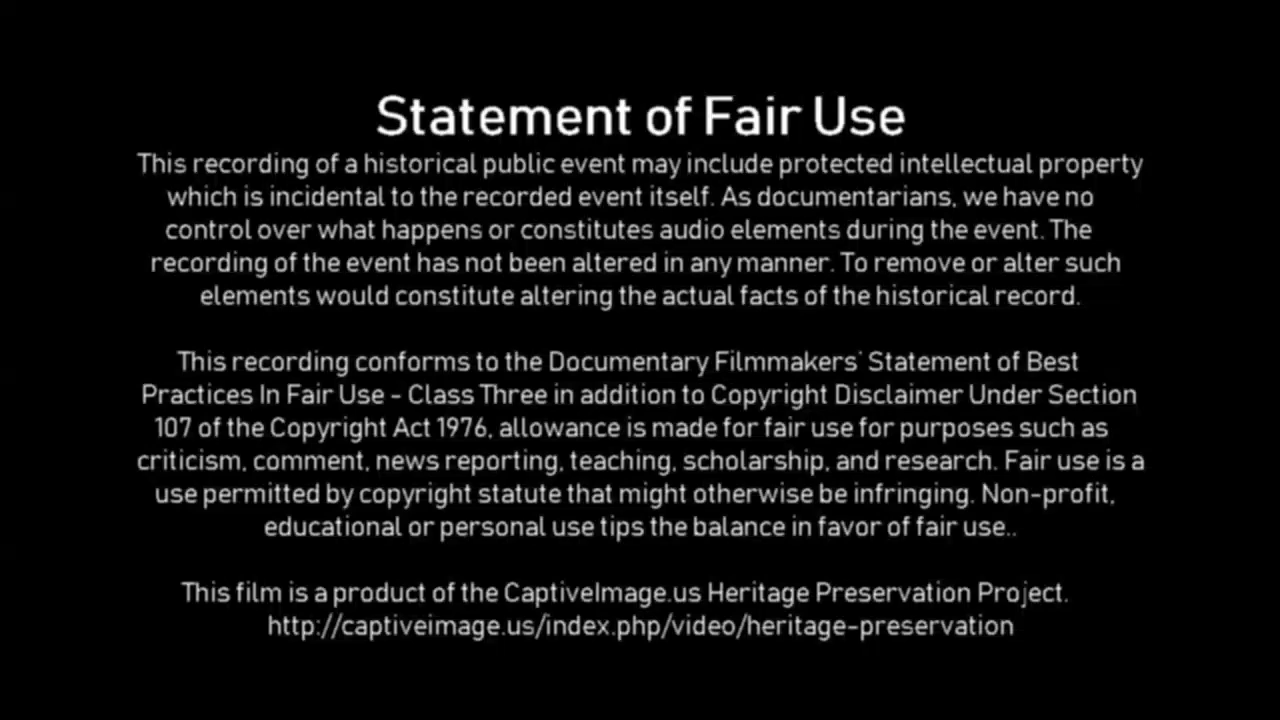 Statement of Fair Use
This recording of a historical public event may include protected intellectual property
which is incidental to the recorded event itself. As documentarians, we have no
control over what happens or constitutes audio elements during the event. The
recording of the event has not been altered in any manner. To remove or alter such
elements would constitute altering the actual facts of the historical record.
This recording conforms to the Documentary Filmmakers' Statement of Best
Practices In Fair Use - Class Three in addition to Copyright Disclaimer Under Section
107 of the Copyright Act 1976, allowance is made for fair use for purposes such as
criticism, comment, news reporting, teaching, scholarship, and research. Fair use is a
use permitted by copyright statute that might otherwise be infringing. Non-profit,
educational or personal use tips the balance in favor of fair use..
This film is a product of the CaptiveImage.us Heritage Preservation Project.
http://captiveimage.us/index.php/video/heritage-preservation